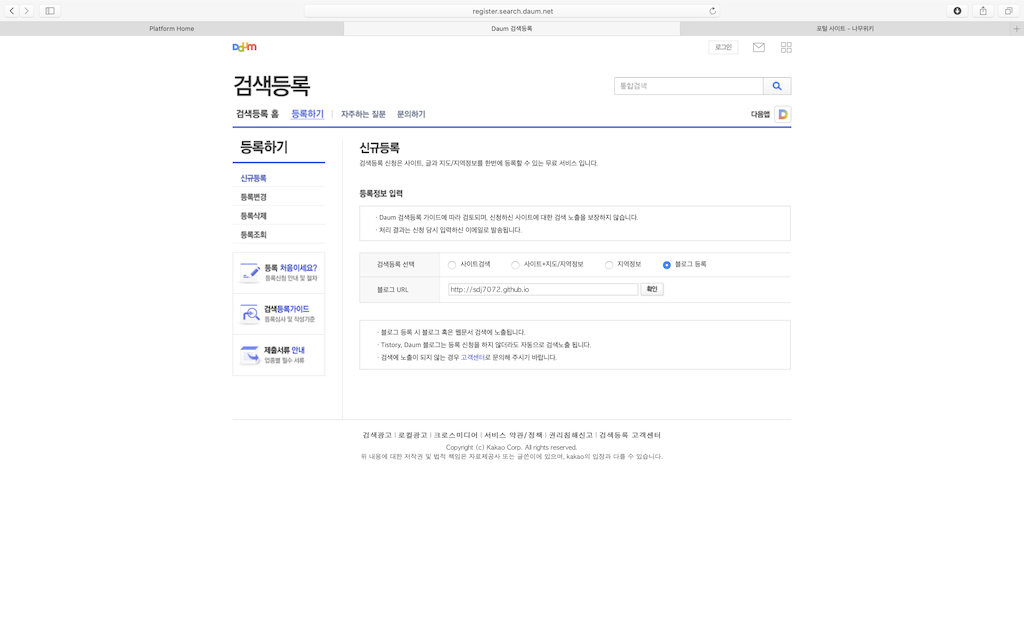 register.search.daum.net
Platform Home
Daum 검색등록
포털 사이트 - 나무위키
Daum
로그인
검색등록
통합검색
검색등록 홈
등록하기
자주하는 질문
문의하기
다음앱
등록하기
신규등록
등록변경
등록삭제
등록조회
등록 처음이세요?
등록신청 안내 및 절차
검색등록가이드
등록심사 및 작성기준
제출서류 안내
업종별 필수 서류
신규등록
검색등록 신청은 사이트, 글과 지도/지역정보를 한번에 등록할 수 있는 무료 서비스 입니다.
등록정보 입력
· Daum 검색등록 가이드에 따라 검토되며, 신청하신 사이트에 대한 검색 노출을 보장하지 않습니다.
· 처리 결과는 신청 당시 입력하신 이메일로 발송됩니다.
검색등록 선택
사이트검색
사이트+지도/지역정보
지역정보
블로그 등록
블로그 URL
http://sdj7072.github.io
확인
· 블로그 등록 시 블로그 혹은 웹문서 검색에 노출됩니다.
· Tistory, Daum 블로그는 등록 신청을 하지 않더라도 자동으로 검색노출 됩니다.
· 검색에 노출이 되지 않는 경우 고객센터로 문의해 주시기 바랍니다.
검색광고 | 로컬광고 | 크로스미디어 | 서비스 약관/정책 | 권리침해신고 | 검색등록 고객센터
Copyright (c) Kakao Corp. All rights reserved.
위 내용에 대한 저작권 및 법적 책임은 자료제공사 또는 글쓴이에 있으며, kakao의 입장과 다를 수 있습니다.